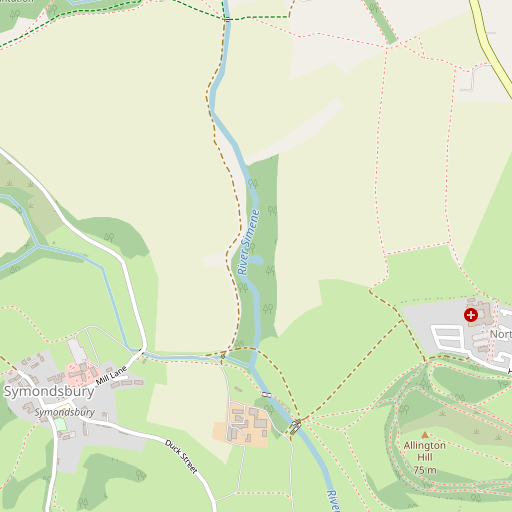 River Simene
Nort
Mill Lane
Symondsbury
Symondsbury
Duck Street
Allington
Hill
75 m
River